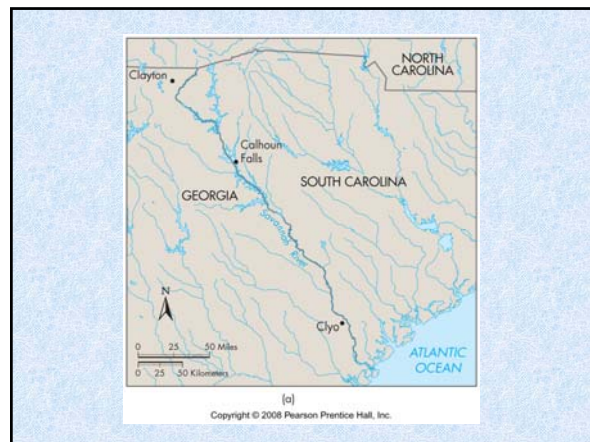 NORTH
CAROLINA
Clayton
Calhoun
Falls
SOUTH CAROLINA
GEORGIA
Savannah River
N
Clyo
0 25 50 Miles
0 25 50 Kilometers
ATLANTIC
OCEAN
(a)
Copyright © 2008 Pearson Prentice Hall, Inc.